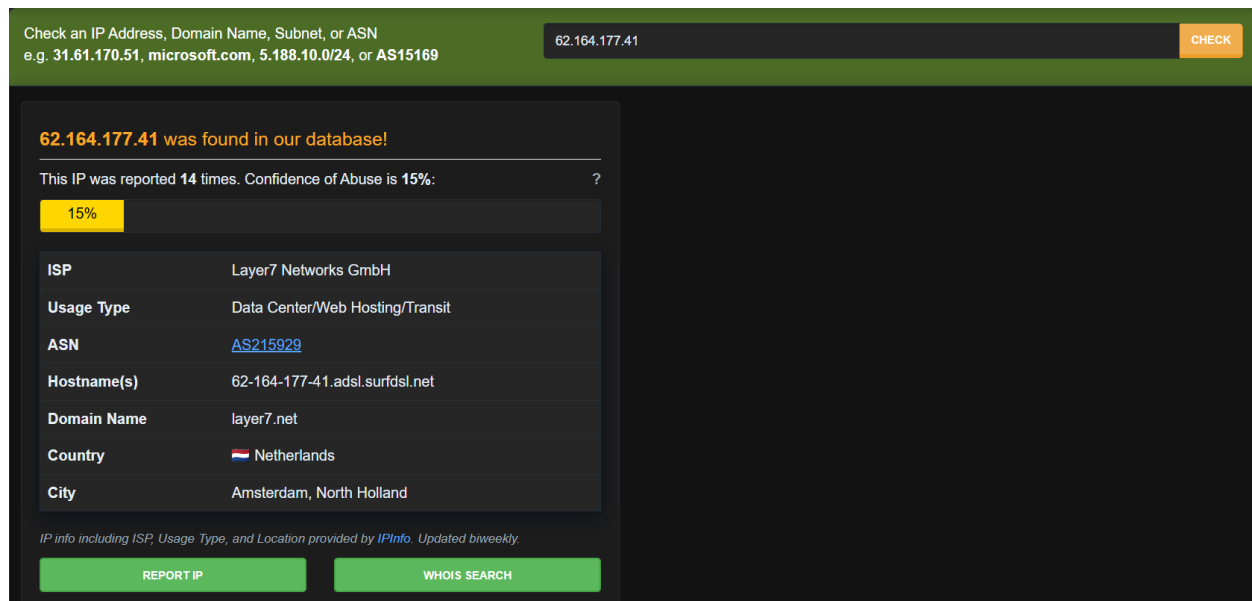 Check an IP Address, Domain Name, Subnet, or ASN
e.g. 31.61.170.51, microsoft.com, 5.188.10.0/24, or AS15169
62.164.177.41
CHECK
62.164.177.41 was found in our database!
This IP was reported 14 times. Confidence of Abuse is 15%: ?
15%
ISP Layer7 Networks GmbH
Usage Type Data Center/Web Hosting/Transit
ASN AS215929
Hostname(s) 62-164-177-41.adsl.surfdsl.net
Domain Name layer7.net
Country Netherlands
City Amsterdam, North Holland
IP info including ISP, Usage Type, and Location provided by IPInfo. Updated biweekly.
REPORT IP WHOIS SEARCH